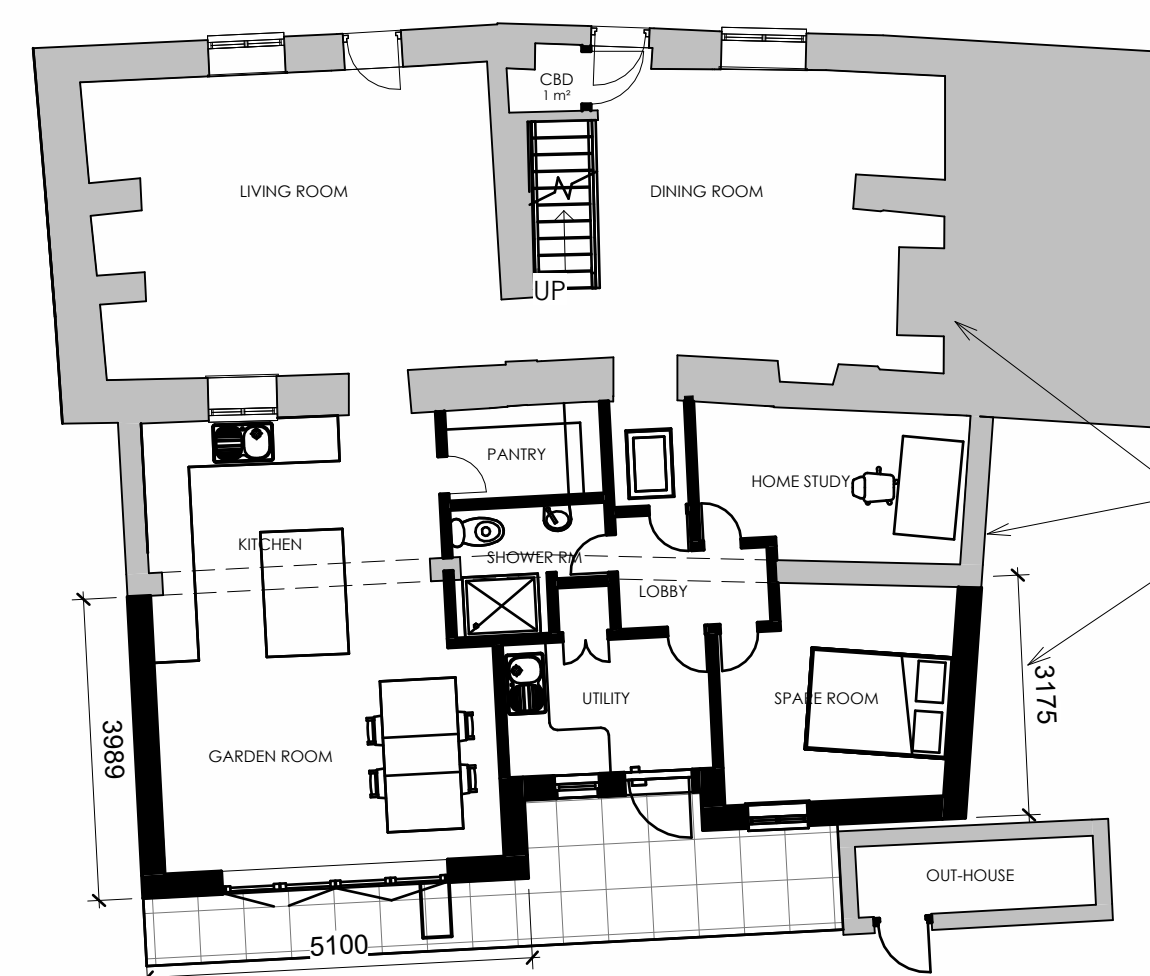 CBD
1 m²
LIVING ROOM
DINING ROOM
UP
PANTRY
HOME STUDY
KITCHEN
SHOWER RM
LOBBY
UTILITY
SPARE ROOM
3175
3989
GARDEN ROOM
OUT-HOUSE
5100